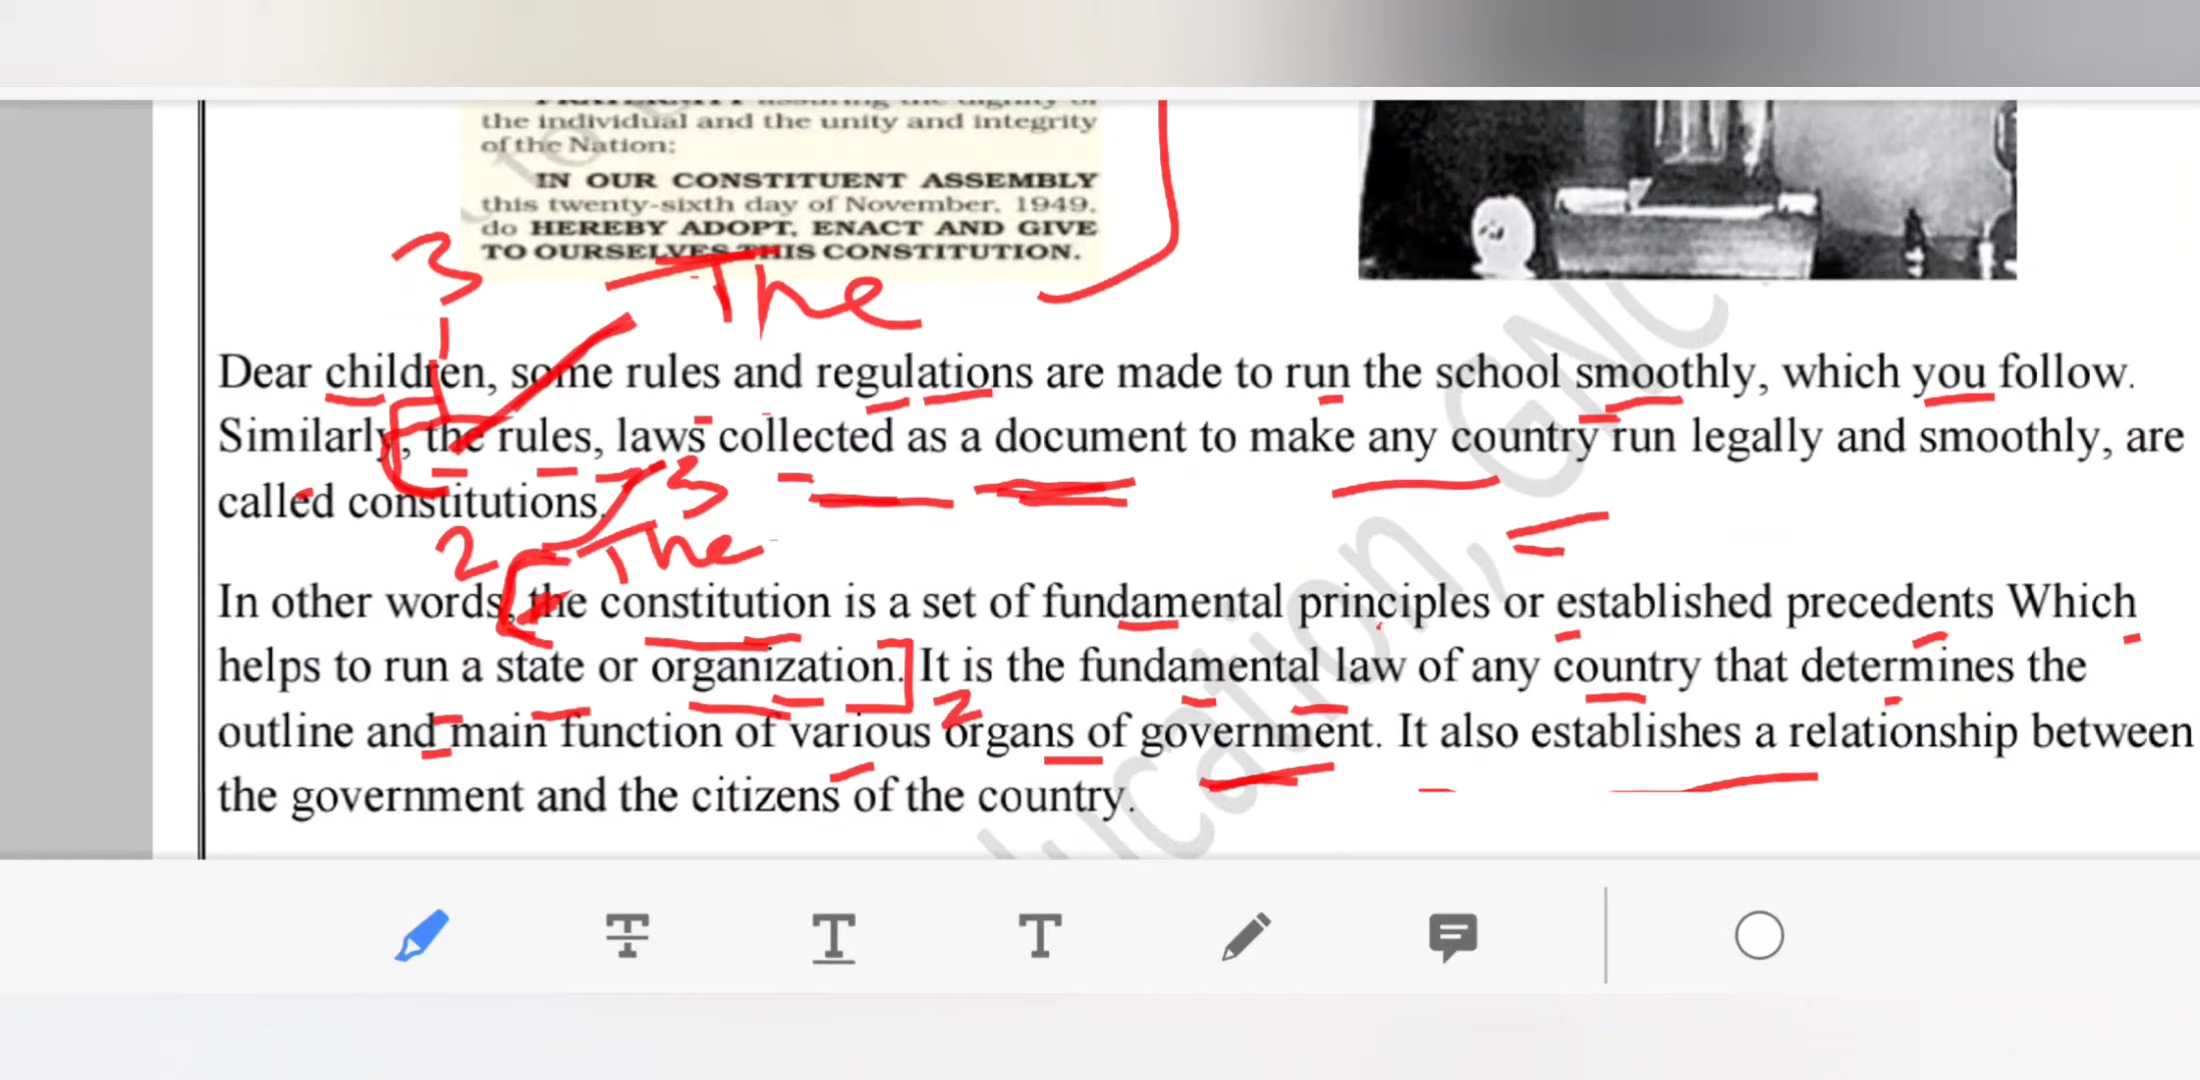 the individual and the unity and integrity
of the Nation;
IN OUR CONSTITUENT ASSEMBLY
this twenty-sixth day of November, 1949,
do HEREBY ADOPT, ENACT AND GIVE
TO OURSELVES THIS CONSTITUTION.
3
The
Dear children, some rules and regulations are made to run the school smoothly, which you follow.
Similarly, the rules, laws collected as a document to make any country run legally and smoothly, are
called constitutions.
3
2
The
In other words, the constitution is a set of fundamental principles or established precedents Which
helps to run a state or organization. It is the fundamental law of any country that determines the
2
outline and main function of various organs of government. It also establishes a relationship between
the government and the citizens of the country.